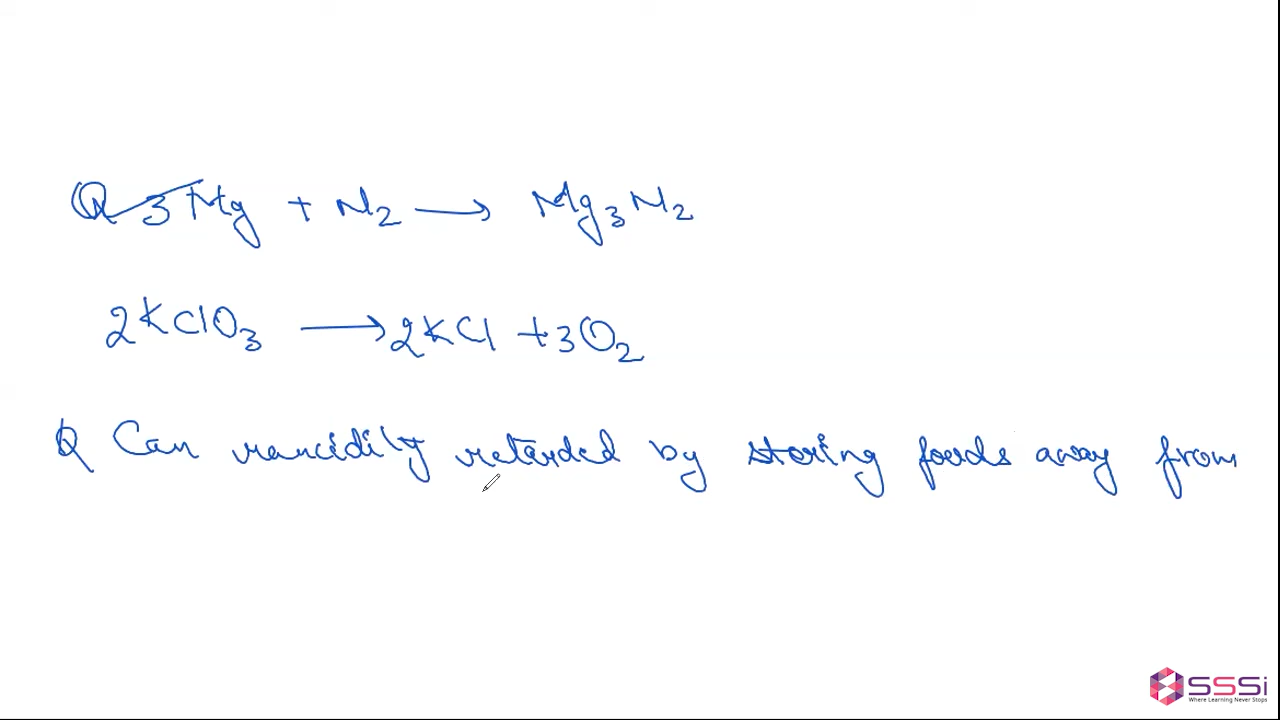 Q 3Mg + N2 → Mg3N2
2KClO3 → 2KCl + 3O2
Q Can rancidity retarded by storing foods away from
SSSi
Where Learning Never Stops